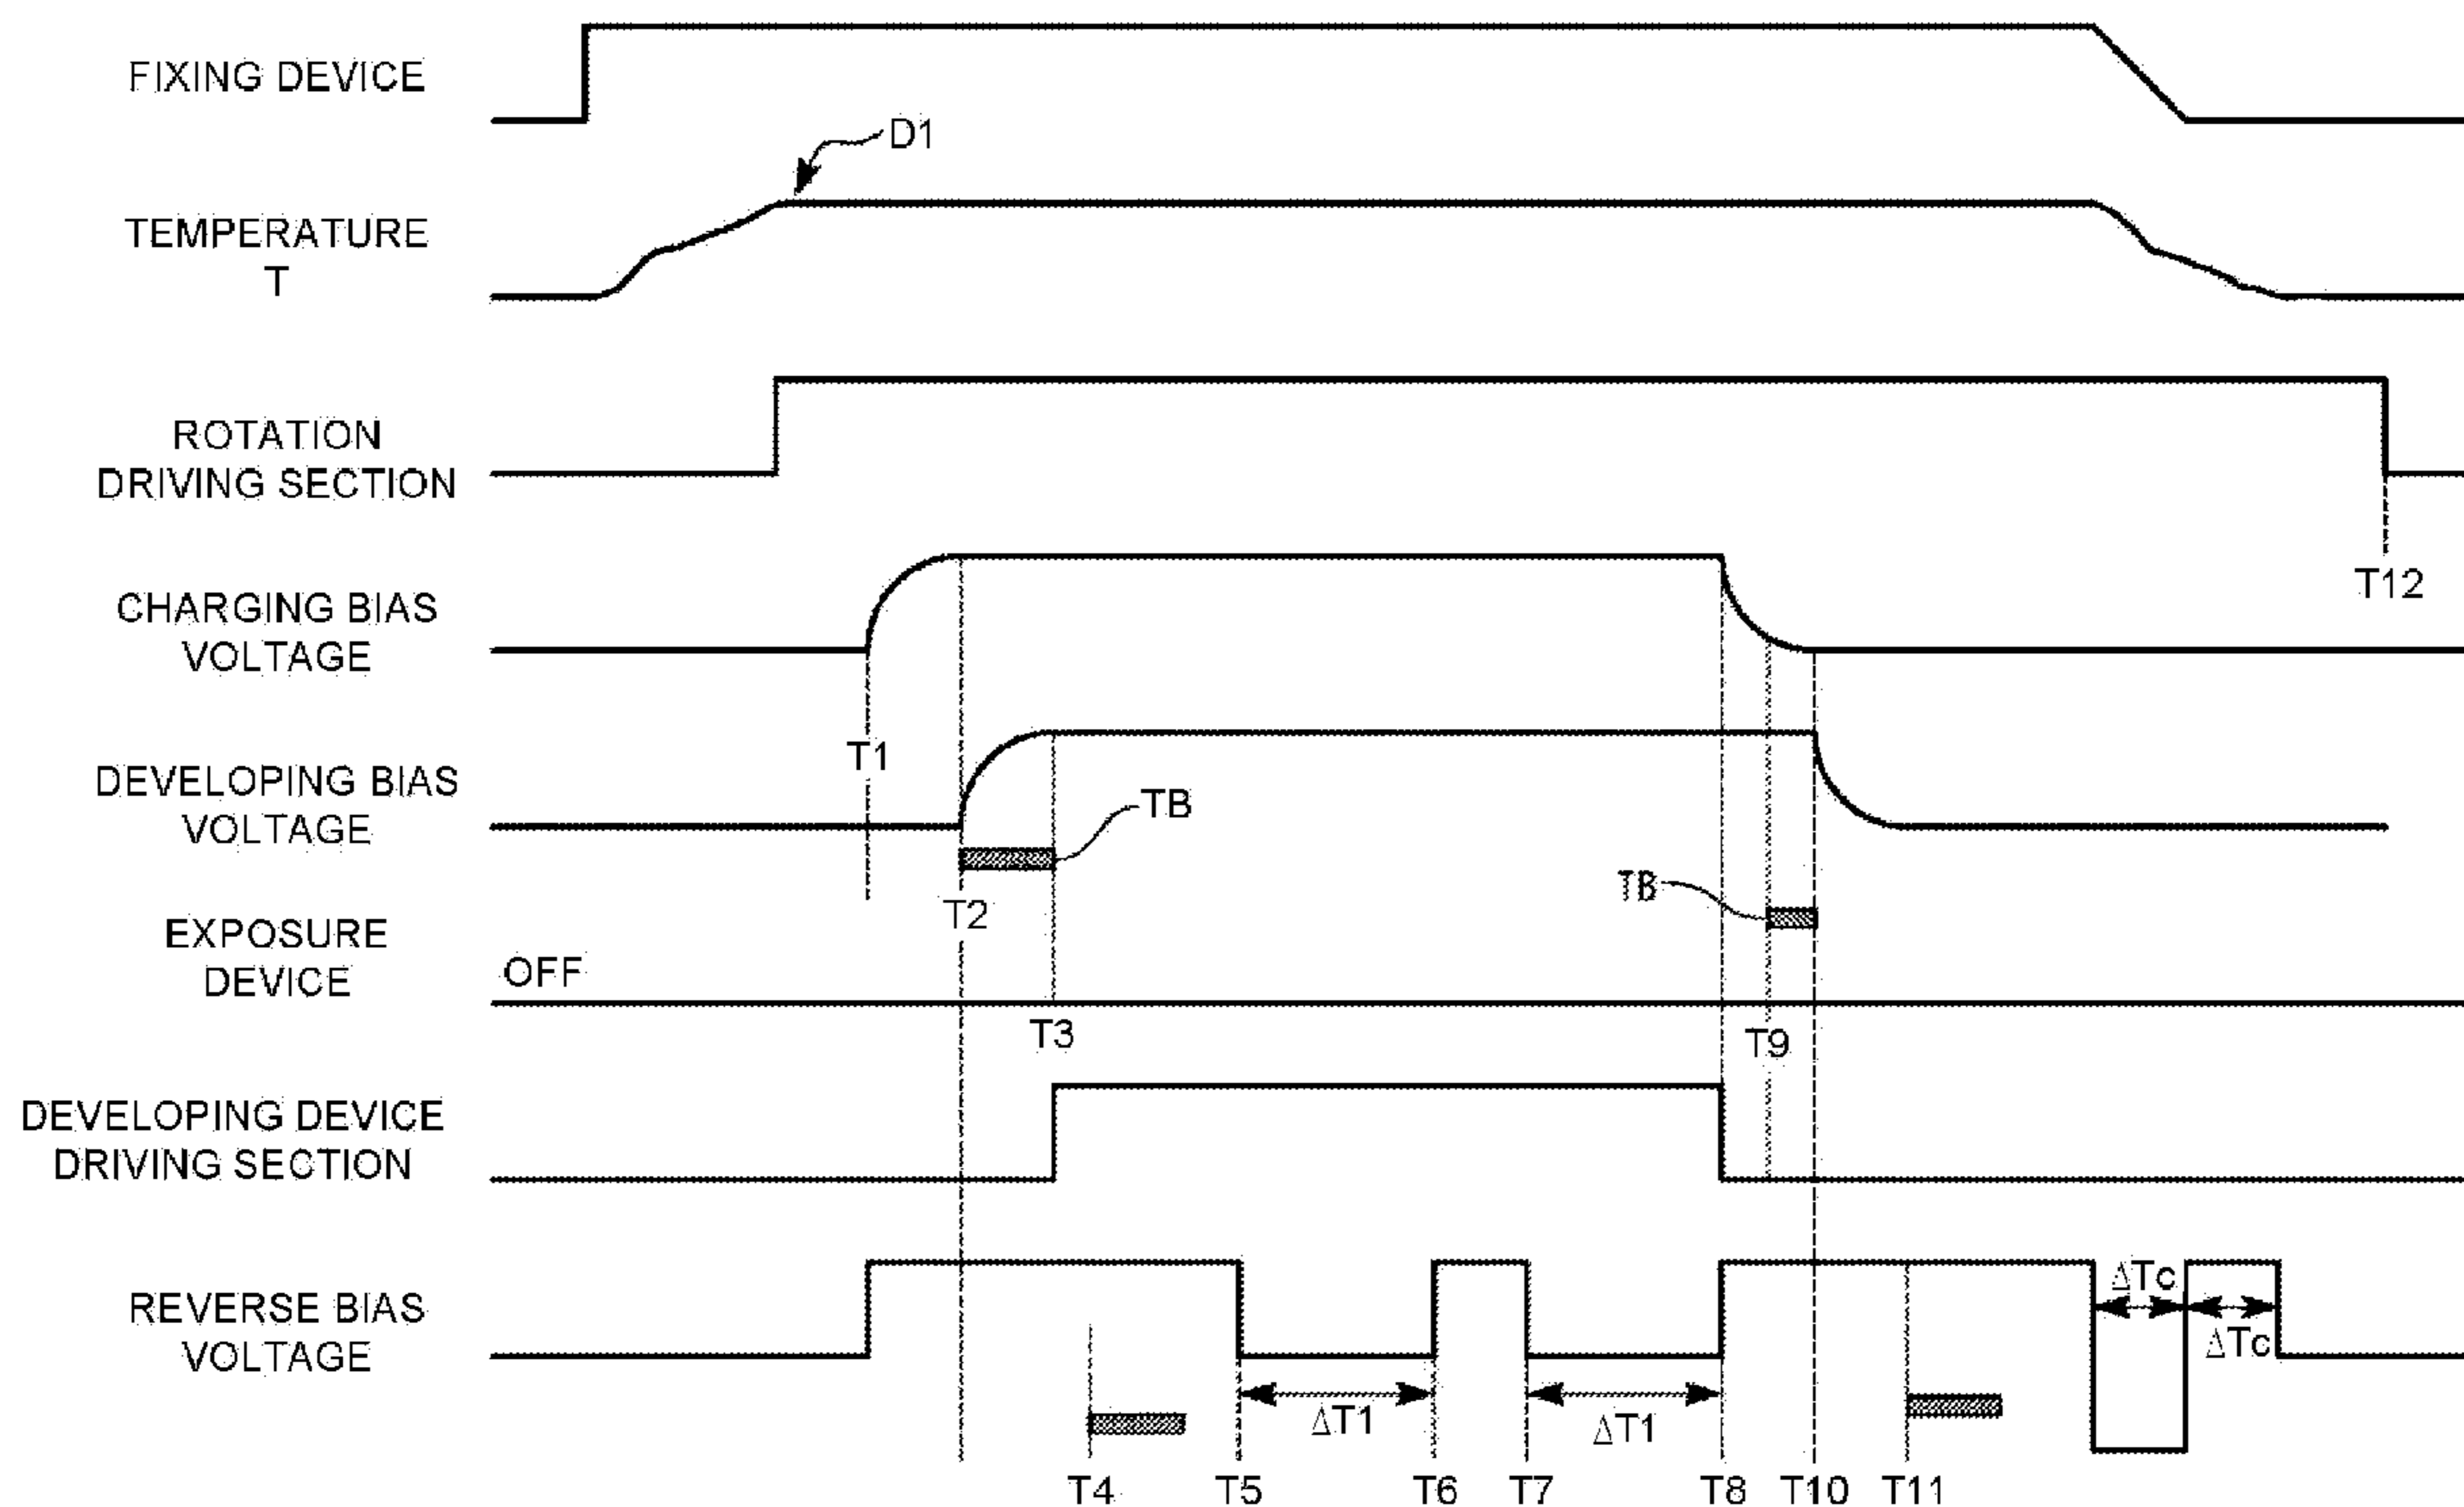 FIXING DEVICE
D1
TEMPERATURE
T
ROTATION
DRIVING SECTION
T12
CHARGING BIAS
VOLTAGE
T1
DEVELOPING BIAS
VOLTAGE
TB
TB
T2
EXPOSURE
DEVICE
OFF
T3
T9
DEVELOPING DEVICE
DRIVING SECTION
REVERSE BIAS
VOLTAGE
ΔTc
ΔTc
ΔT1
ΔT1
T4 T5 T6 T7 T8 T10 T11